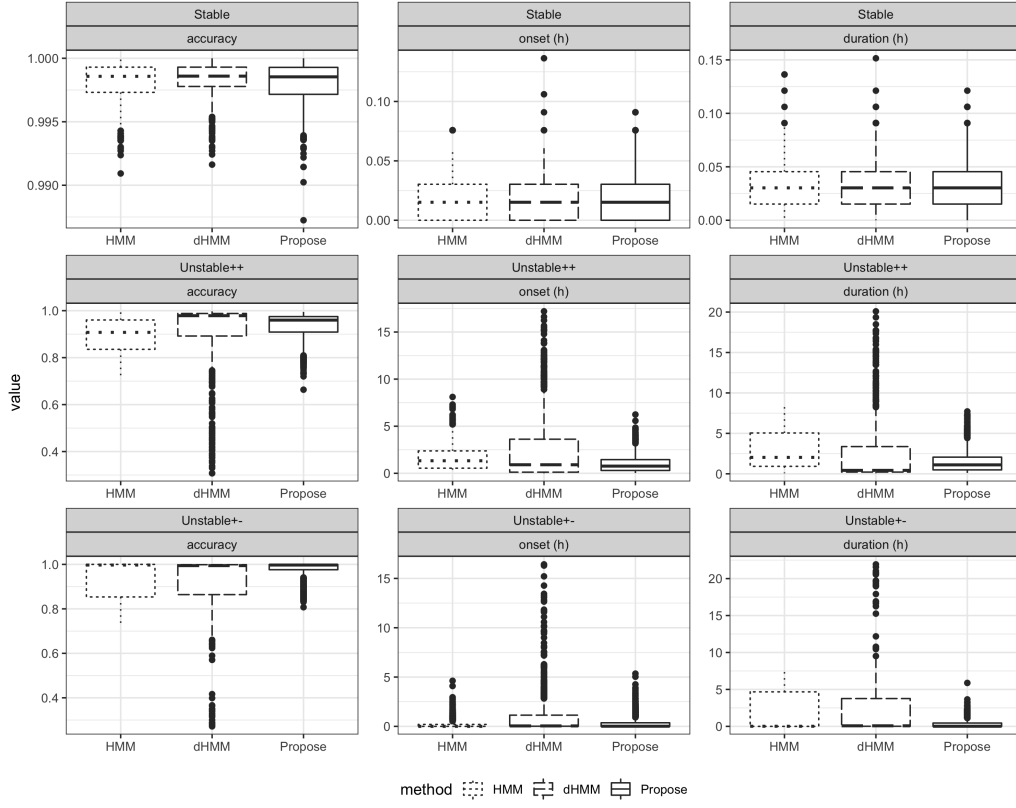 Stable
Stable
Stable
accuracy
onset (h)
duration (h)
1.000
0.995
0.990
0.10
0.05
0.00
0.15
0.10
0.05
0.00
HMM dHMM Propose
HMM dHMM Propose
HMM dHMM Propose
Unstable++
Unstable++
Unstable++
accuracy
onset (h)
duration (h)
value
1.0
0.8
0.6
0.4
15
10
5
0
20
15
10
5
0
HMM dHMM Propose
HMM dHMM Propose
HMM dHMM Propose
Unstable+-
Unstable+-
Unstable+-
accuracy
onset (h)
duration (h)
1.0
0.8
0.6
0.4
15
10
5
0
20
15
10
5
0
HMM dHMM Propose
HMM dHMM Propose
HMM dHMM Propose
method HMM dHMM Propose